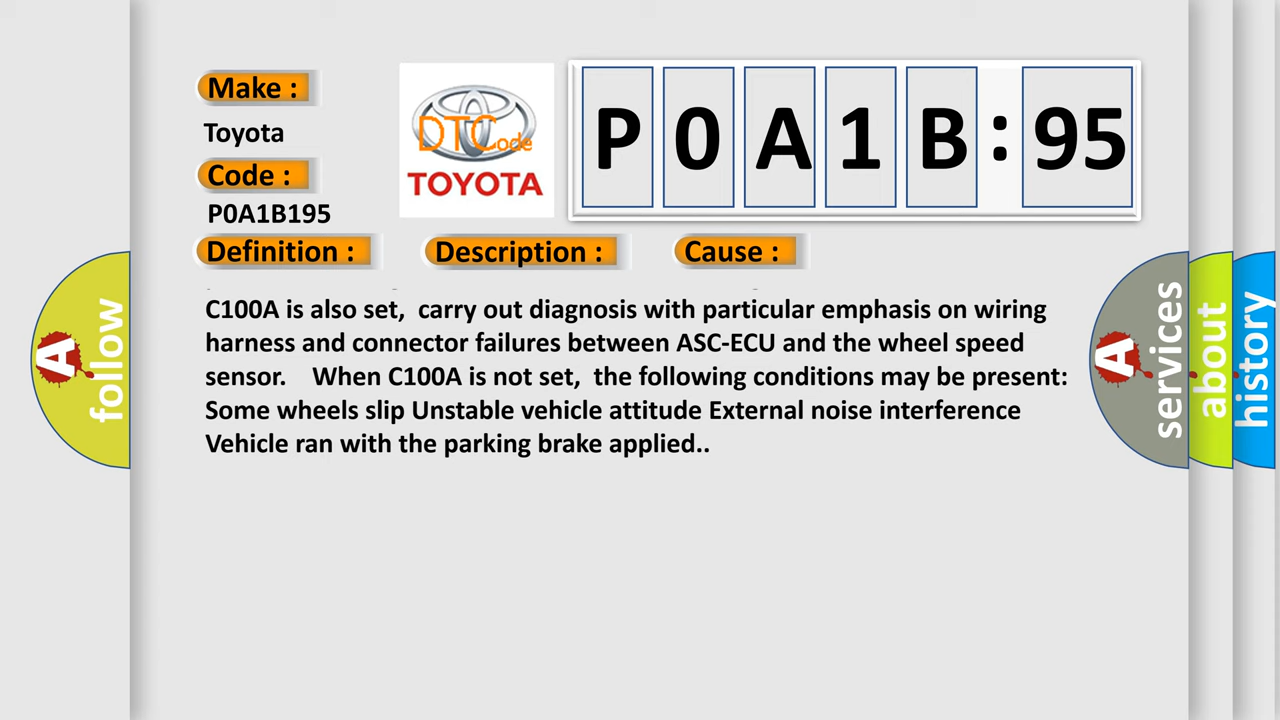 Make :
Toyota
Code :
P0A1B195
Definition :
Description :
Cause :
DTCode
TOYOTA
P0A1B:95
C100A is also set,  carry out diagnosis with particular emphasis on wiring
harness and connector failures between ASC-ECU and the wheel speed
sensor.    When C100A is not set,  the following conditions may be present:
Some wheels slip Unstable vehicle attitude External noise interference
Vehicle ran with the parking brake applied..
A follow
A services
about
history